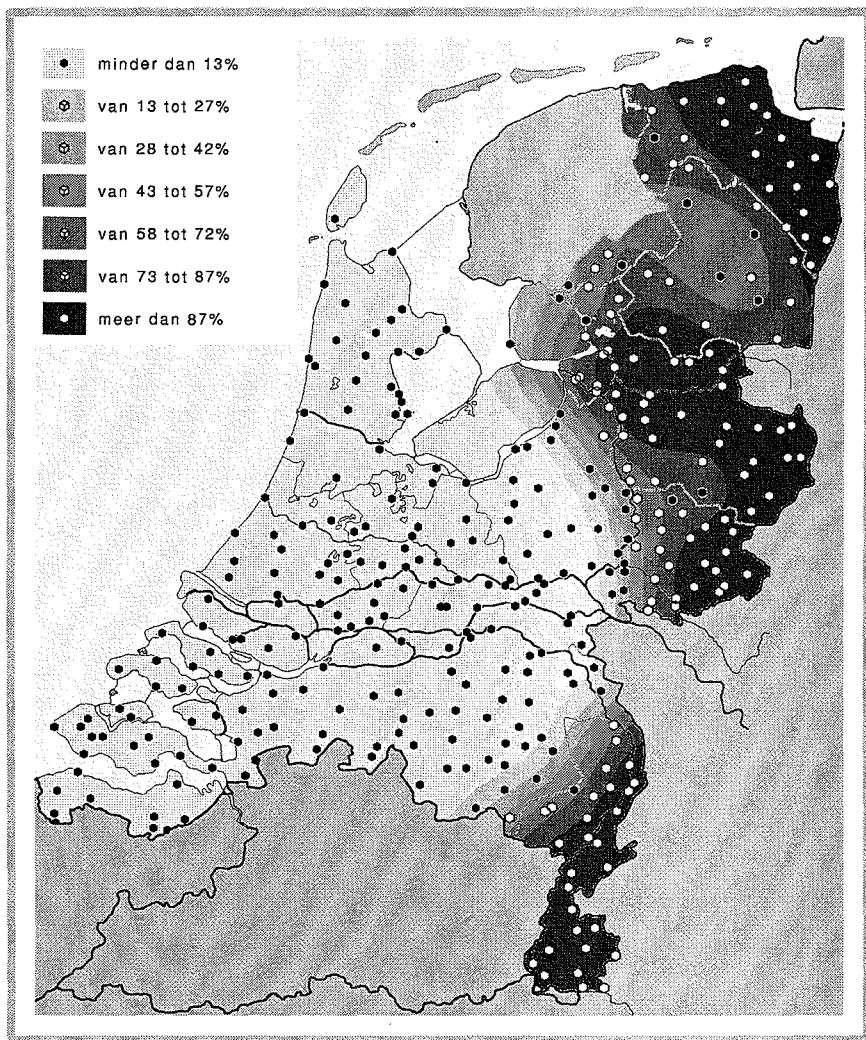 minder dan 13%
van 13 tot 27%
van 28 tot 42%
van 43 tot 57%
van 58 tot 72%
van 73 tot 87%
meer dan 87%